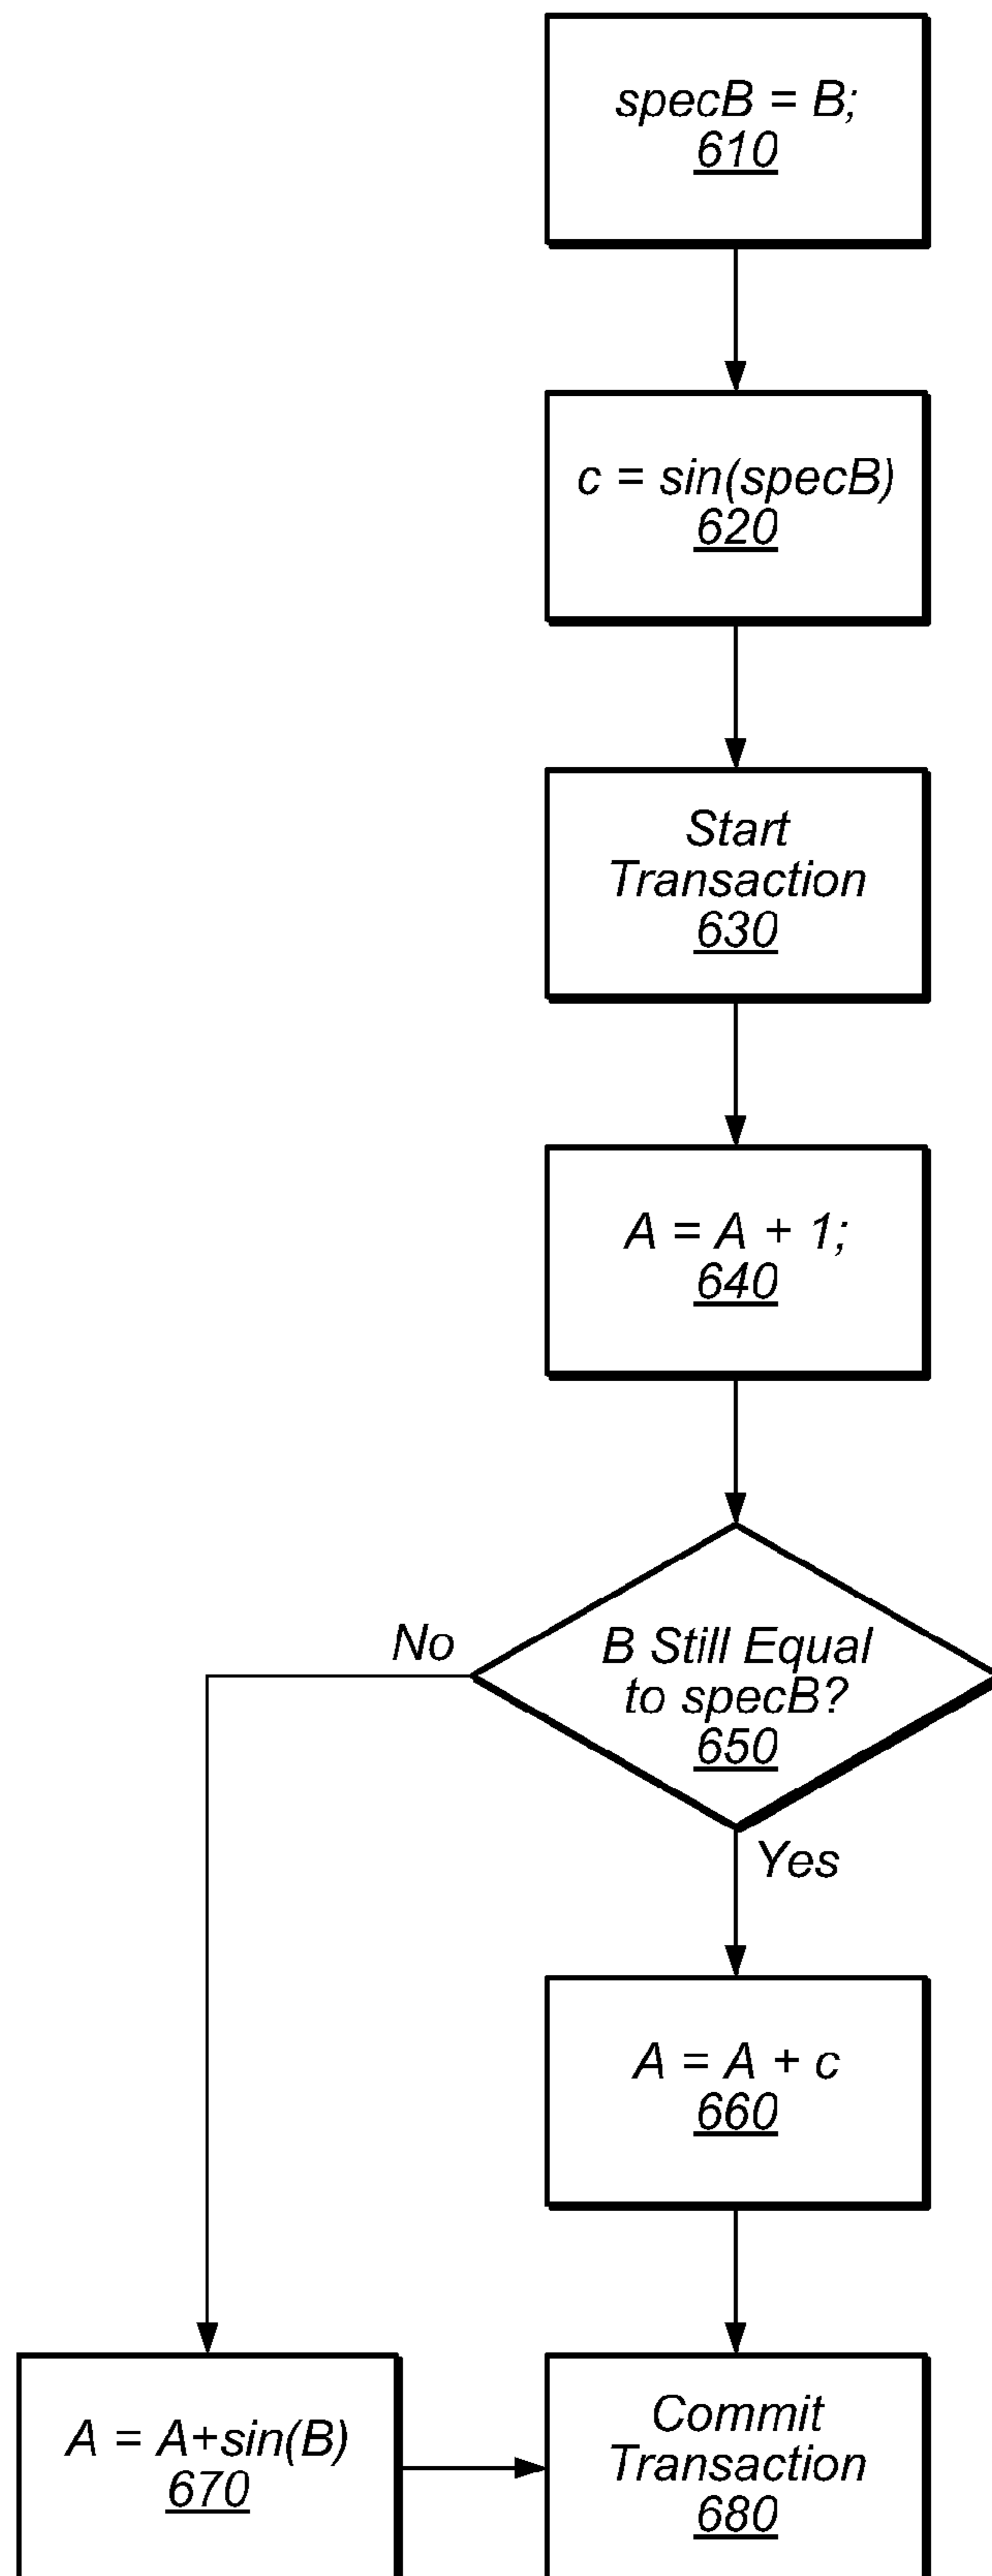 specB = B;
610
c = sin(specB)
620
Start
Transaction
630
A = A + 1;
640
B Still Equal
to specB?
650
No
Yes
A = A + c
660
A = A+sin(B)
670
Commit
Transaction
680